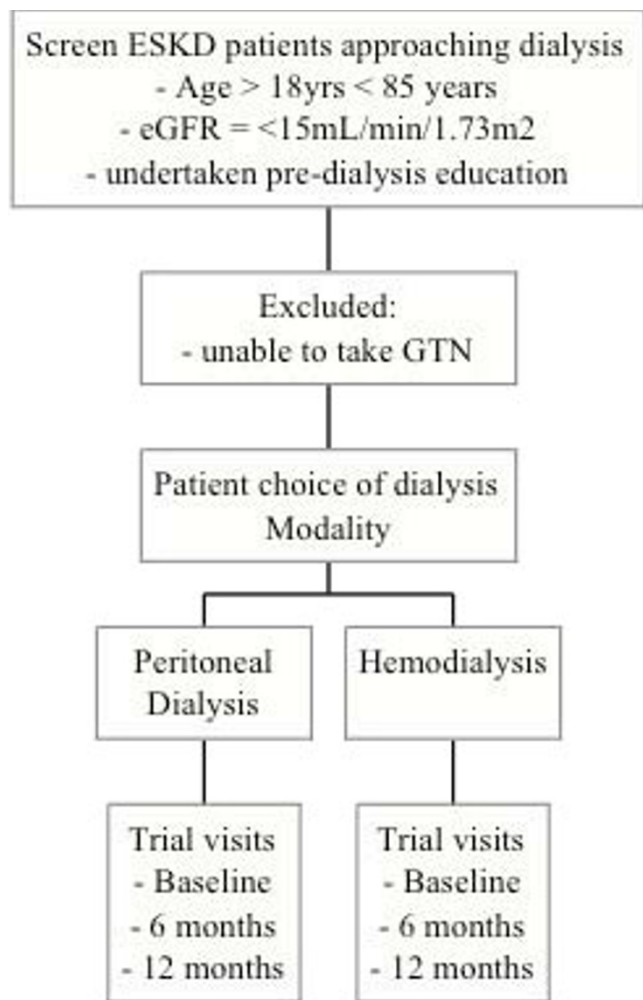 Screen ESKD patients approaching dialysis
- Age > 18yrs < 85 years
- eGFR = <15mL/min/1.73m2
- undertaken pre-dialysis education
Excluded:
- unable to take GTN
Patient choice of dialysis
Modality
Peritoneal
Dialysis
Hemodialysis
Trial visits
- Baseline
- 6 months
- 12 months
Trial visits
- Baseline
- 6 months
- 12 months